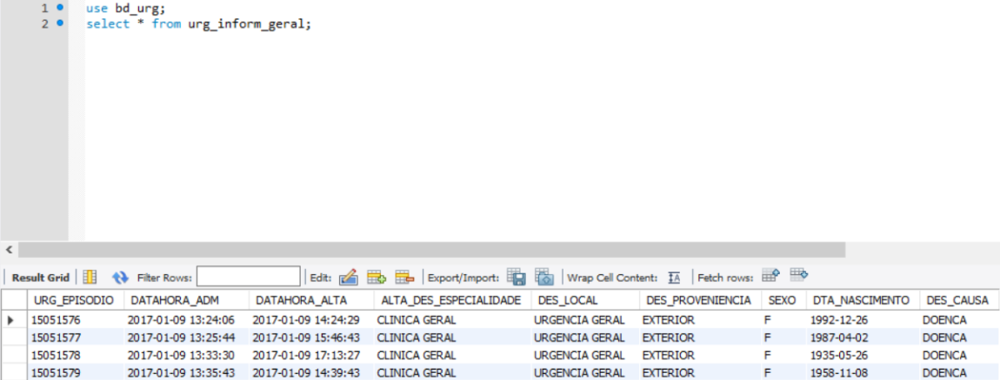 1 use bd_urg;
2 select * from urg_inform_geral;
Result Grid Filter Rows: Edit: Export/Import: Wrap Cell Content: Fetch rows:
URG_EPISODIO DATAHORA_ADM DATAHORA_ALTA ALTA_DES_ESPECIALIDADE DES_LOCAL DES_PROVENIENCIA SEXO DTA_NASCIMENTO DES_CAUSA
15051576 2017-01-09 13:24:06 2017-01-09 14:24:29 CLINICA GERAL URGENCIA GERAL EXTERIOR F 1992-12-26 DOENCA
15051577 2017-01-09 13:25:44 2017-01-09 15:46:43 CLINICA GERAL URGENCIA GERAL EXTERIOR F 1987-04-02 DOENCA
15051578 2017-01-09 13:33:30 2017-01-09 17:13:27 CLINICA GERAL URGENCIA GERAL EXTERIOR F 1935-05-26 DOENCA
15051579 2017-01-09 13:35:43 2017-01-09 14:39:43 CLINICA GERAL URGENCIA GERAL EXTERIOR F 1958-11-08 DOENCA